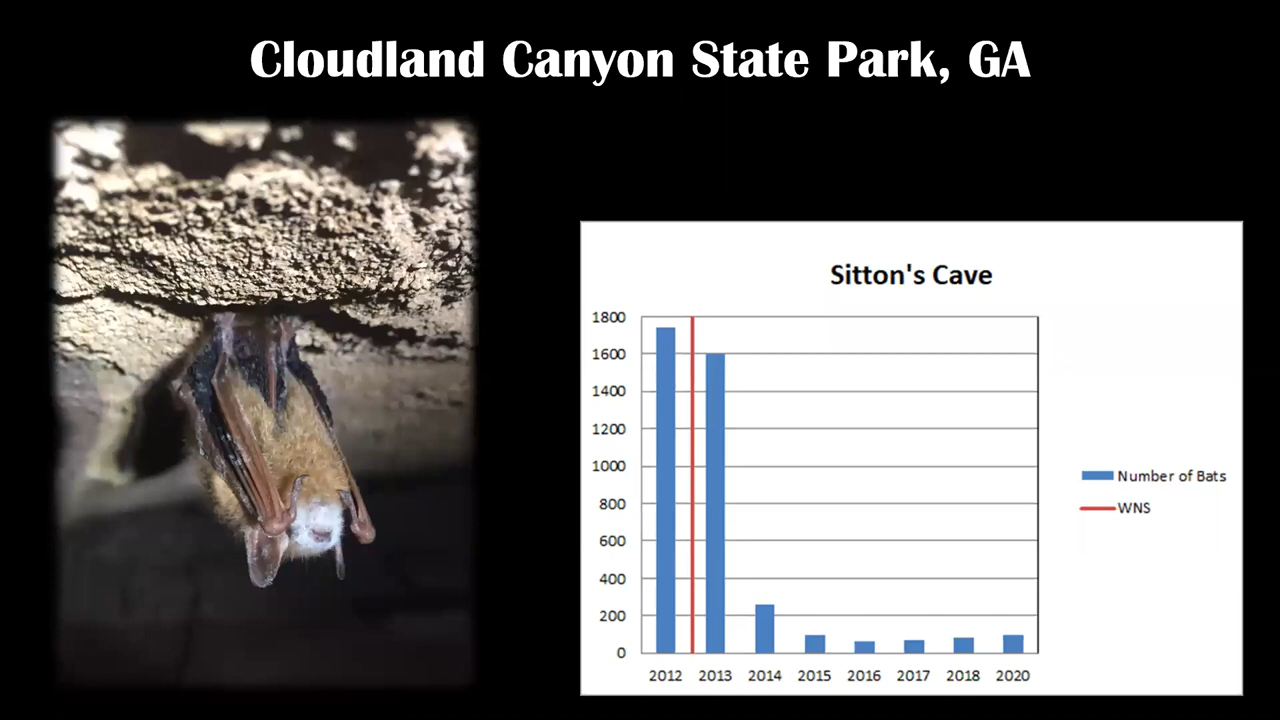 Cloudland Canyon State Park, GA
Sitton's Cave
1800
1600
1400
1200
1000
800
600
400
200
0
2012 2013 2014 2015 2016 2017 2018 2020
Number of Bats
WNS